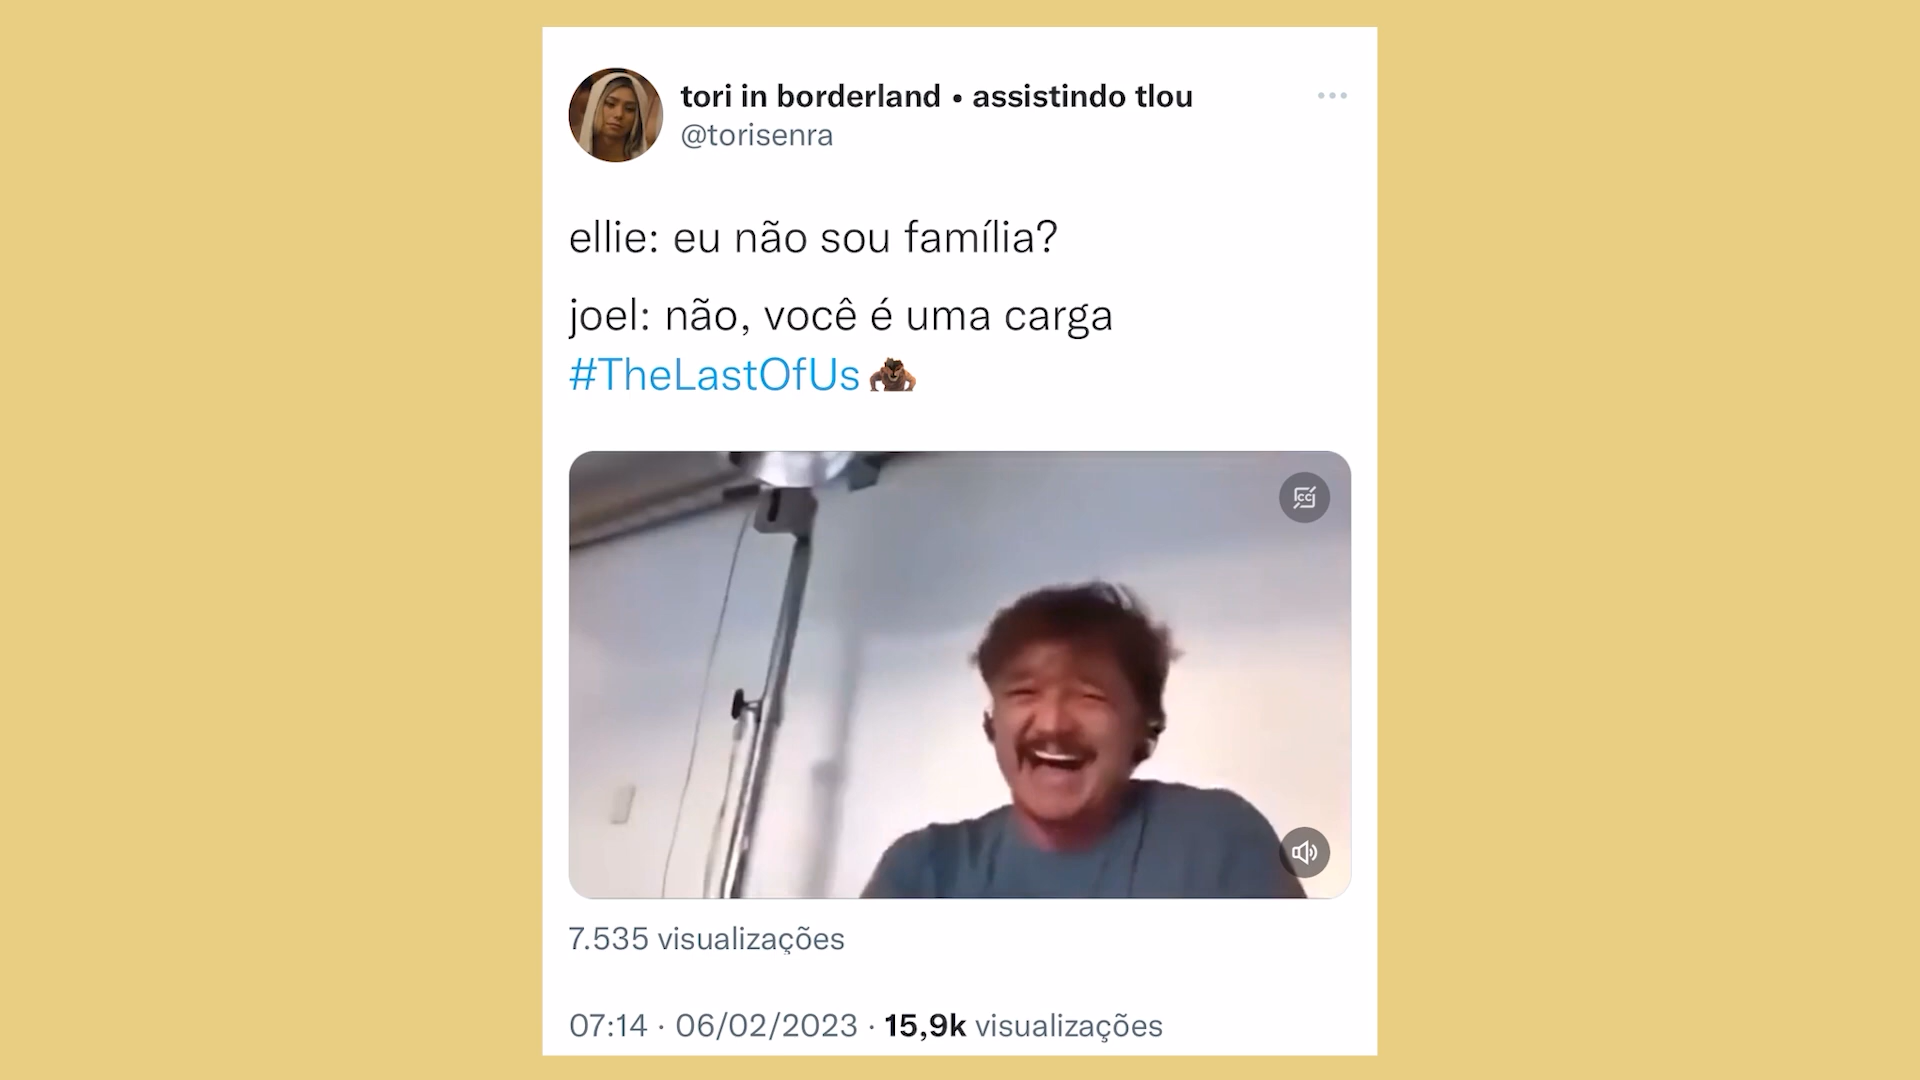 tori in borderland • assistindo tlou
@torisenra
ellie: eu não sou família?
joel: não, você é uma carga
#TheLastOfUs
CC
7.535 visualizações
07:14 · 06/02/2023 · 15,9k visualizações